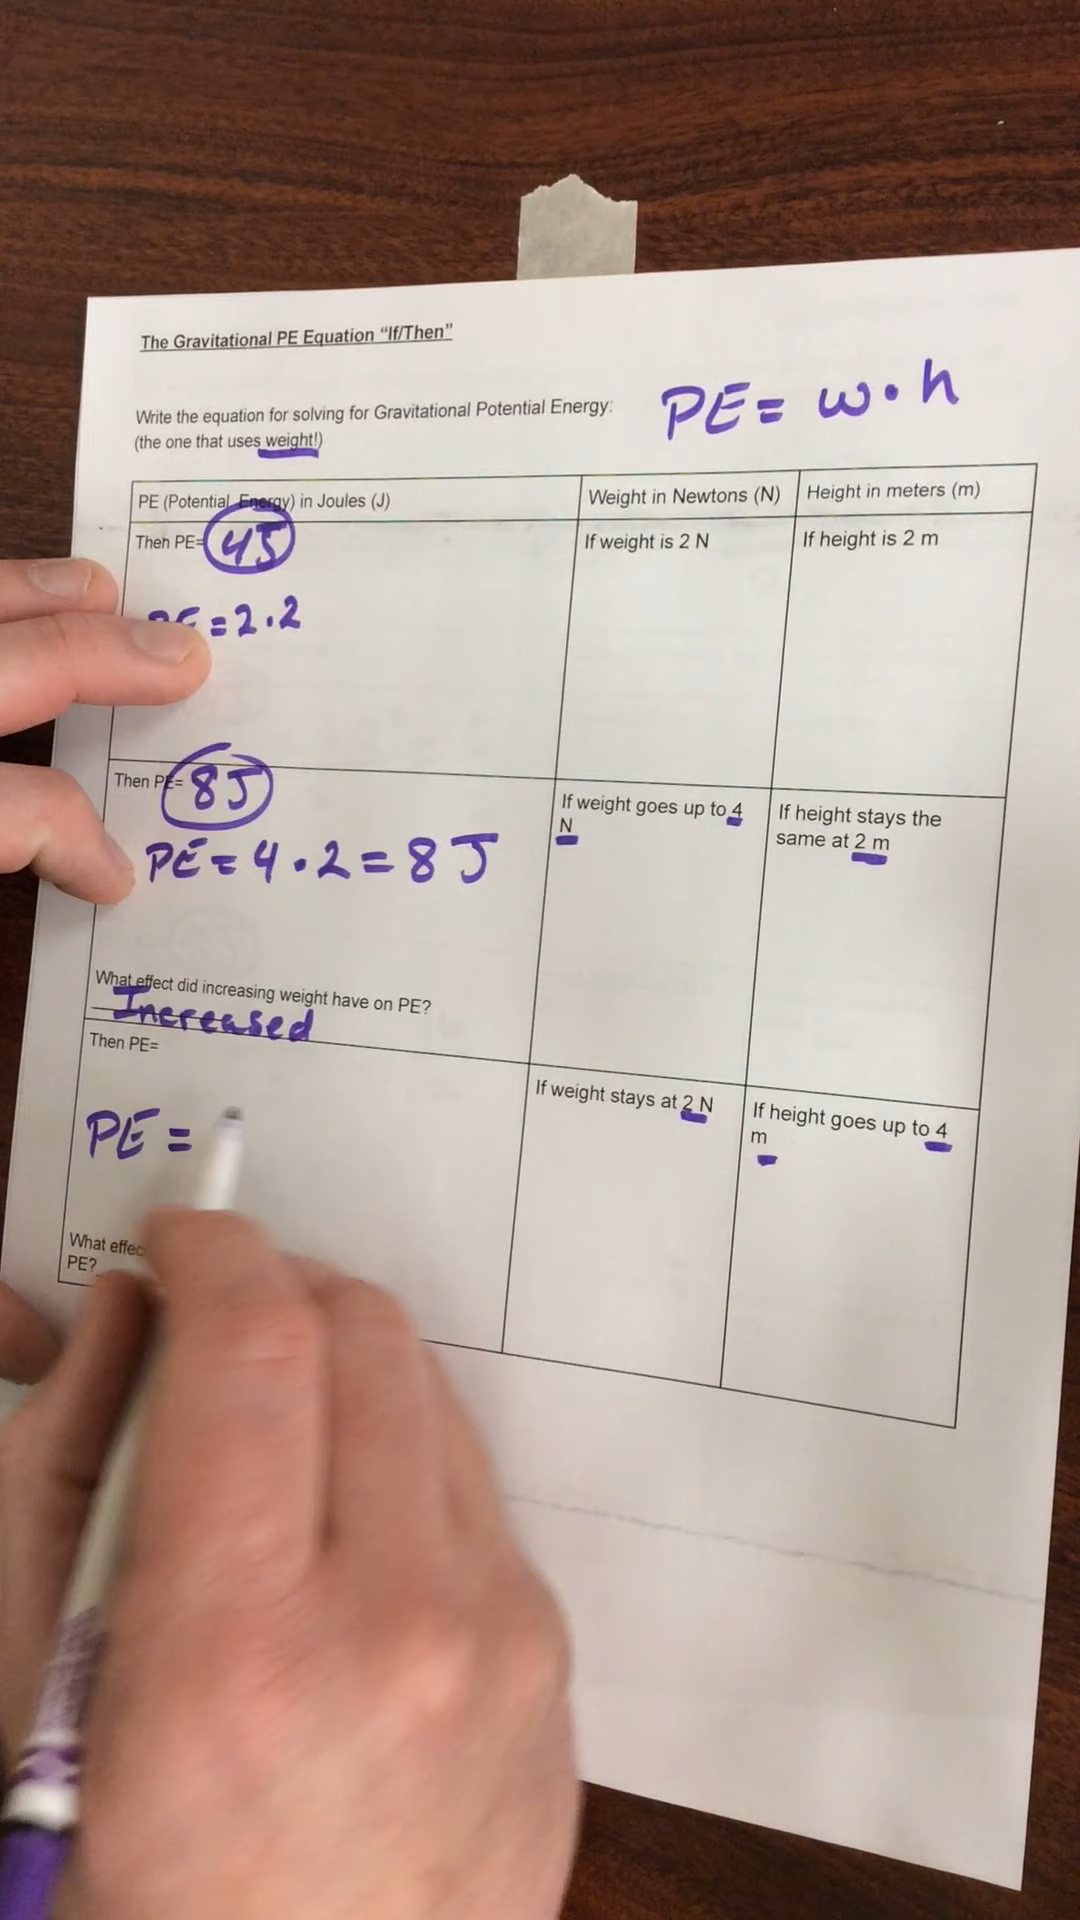 The Gravitational PE Equation "If/Then"
Write the equation for solving for Gravitational Potential Energy:
(the one that uses weight!)
PE = w • h
PE (Potential Energy) in Joules (J)
Weight in Newtons (N)
Height in meters (m)
Then PE= 4J
If weight is 2 N
If height is 2 m
PE = 2 • 2
Then PE= 8J
If weight goes up to 4
N
If height stays the
same at 2 m
PE = 4 • 2 = 8 J
What effect did increasing weight have on PE?
Increased
Then PE=
If weight stays at 2 N
If height goes up to 4
m
PE =
What
PE?